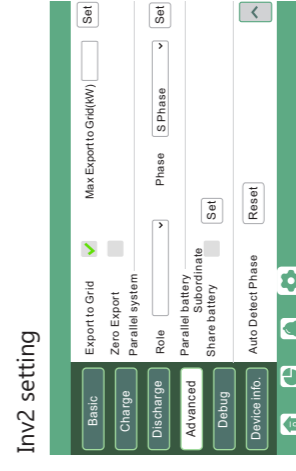 Inv2 setting
Basic
Charge
Discharge
Advanced
Debug
Device info.
Export to Grid
Max Export to Grid(kW)
Set
Zero Export
Parallel system
Role
Phase
S Phase
Set
Parallel battery
Subordinate
Share battery
Set
Auto Detect Phase
Reset